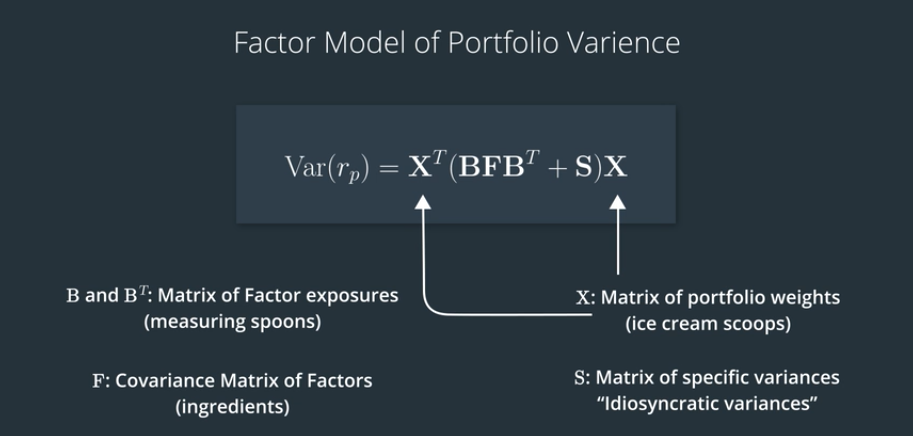 Factor Model of Portfolio Varience
Var(r_p) = X^T(BFB^T + S)X
B and B^T: Matrix of Factor exposures
(measuring spoons)
X: Matrix of portfolio weights
(ice cream scoops)
F: Covariance Matrix of Factors
(ingredients)
S: Matrix of specific variances
“Idiosyncratic variances”